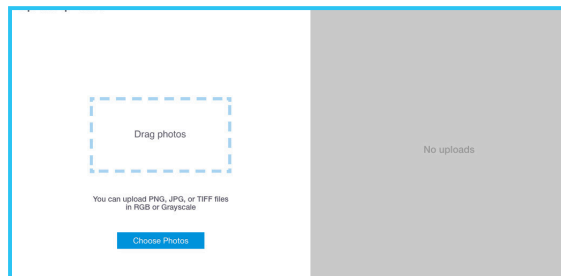 Drag photos
No uploads
You can upload PNG, JPG, or TIFF files
in RGB or Grayscale
Choose Photos